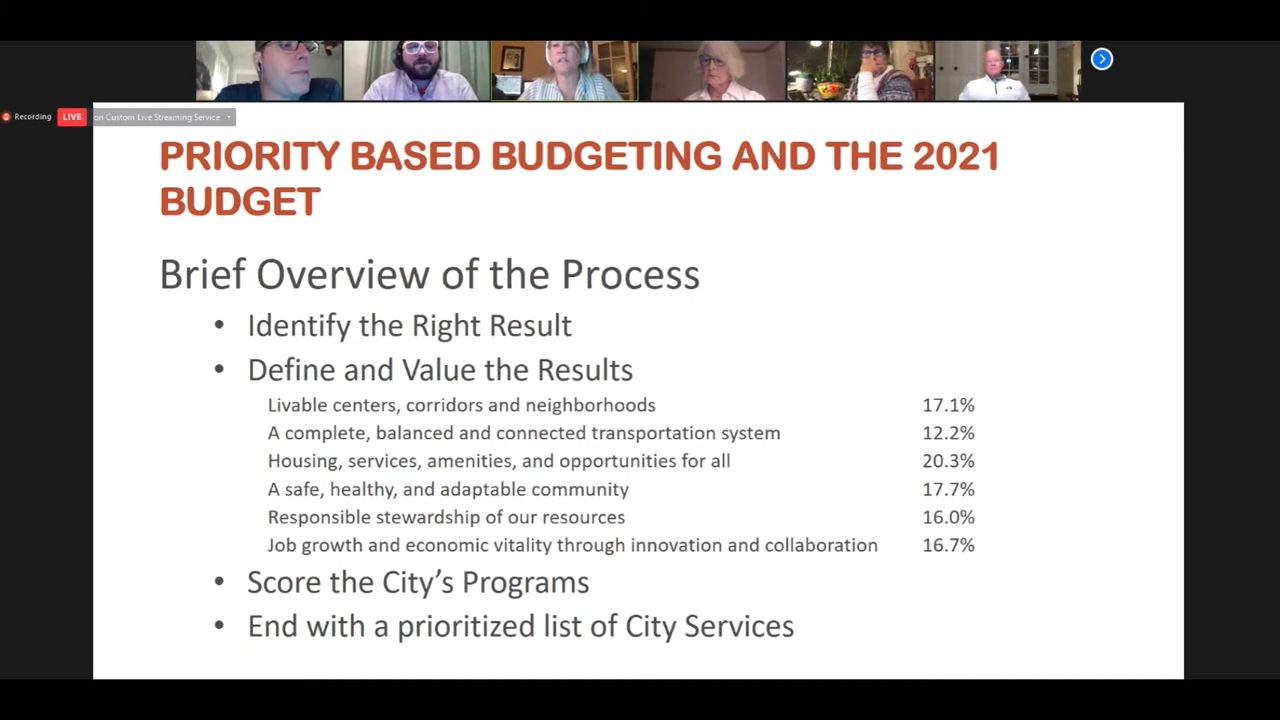 Recording
LIVE
on Custom Live Streaming Service
PRIORITY BASED BUDGETING AND THE 2021
BUDGET
Brief Overview of the Process
• Identify the Right Result
• Define and Value the Results
Livable centers, corridors and neighborhoods 17.1%
A complete, balanced and connected transportation system 12.2%
Housing, services, amenities, and opportunities for all 20.3%
A safe, healthy, and adaptable community 17.7%
Responsible stewardship of our resources 16.0%
Job growth and economic vitality through innovation and collaboration 16.7%
• Score the City's Programs
• End with a prioritized list of City Services